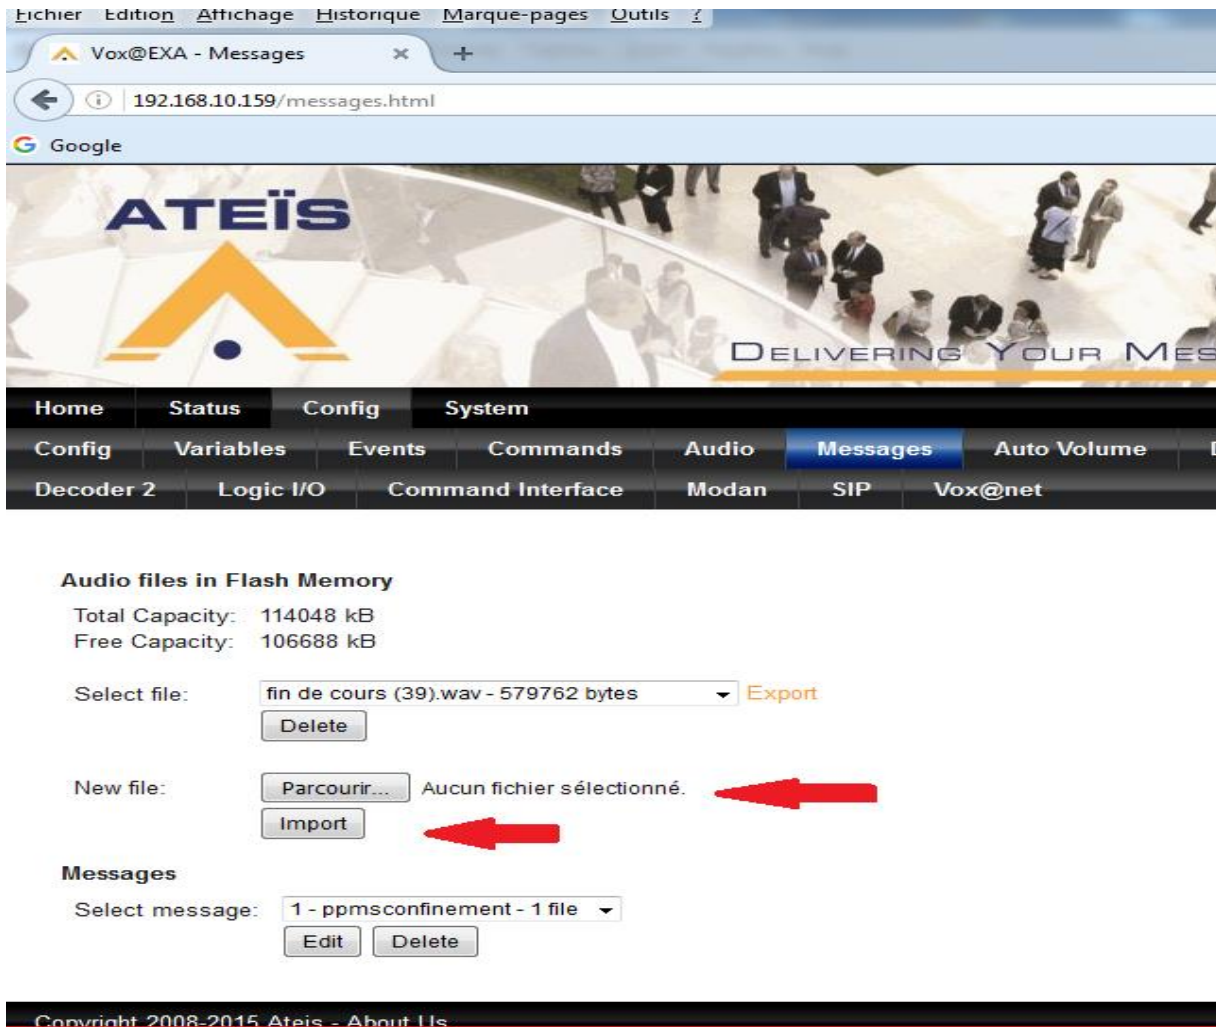 Fichier Edition Affichage Historique Marque-pages Outils ?
Vox@EXA - Messages
192.168.10.159/messages.html
Google
ATEÏS
DELIVERING YOUR MES
Home Status Config System
Config Variables Events Commands Audio Messages Auto Volume
Decoder 2 Logic I/O Command Interface Modan SIP Vox@net
Audio files in Flash Memory
Total Capacity: 114048 kB
Free Capacity: 106688 kB
Select file: fin de cours (39).wav - 579762 bytes Export
Delete
New file: Parcourir... Aucun fichier sélectionné.
Import
Messages
Select message: 1 - ppmsconfinement - 1 file
Edit Delete
Copyright 2008-2015 Ateis - About Us